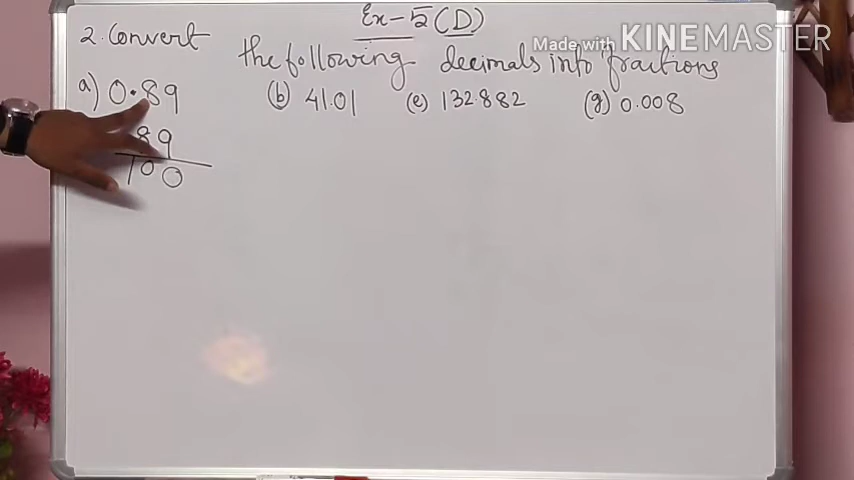 Ex-5(D)
Made with KINEMASTER
2. Convert the following decimals into fractions
a) 0.89 (b) 41.01 (e) 132.882 (g) 0.008
89
100